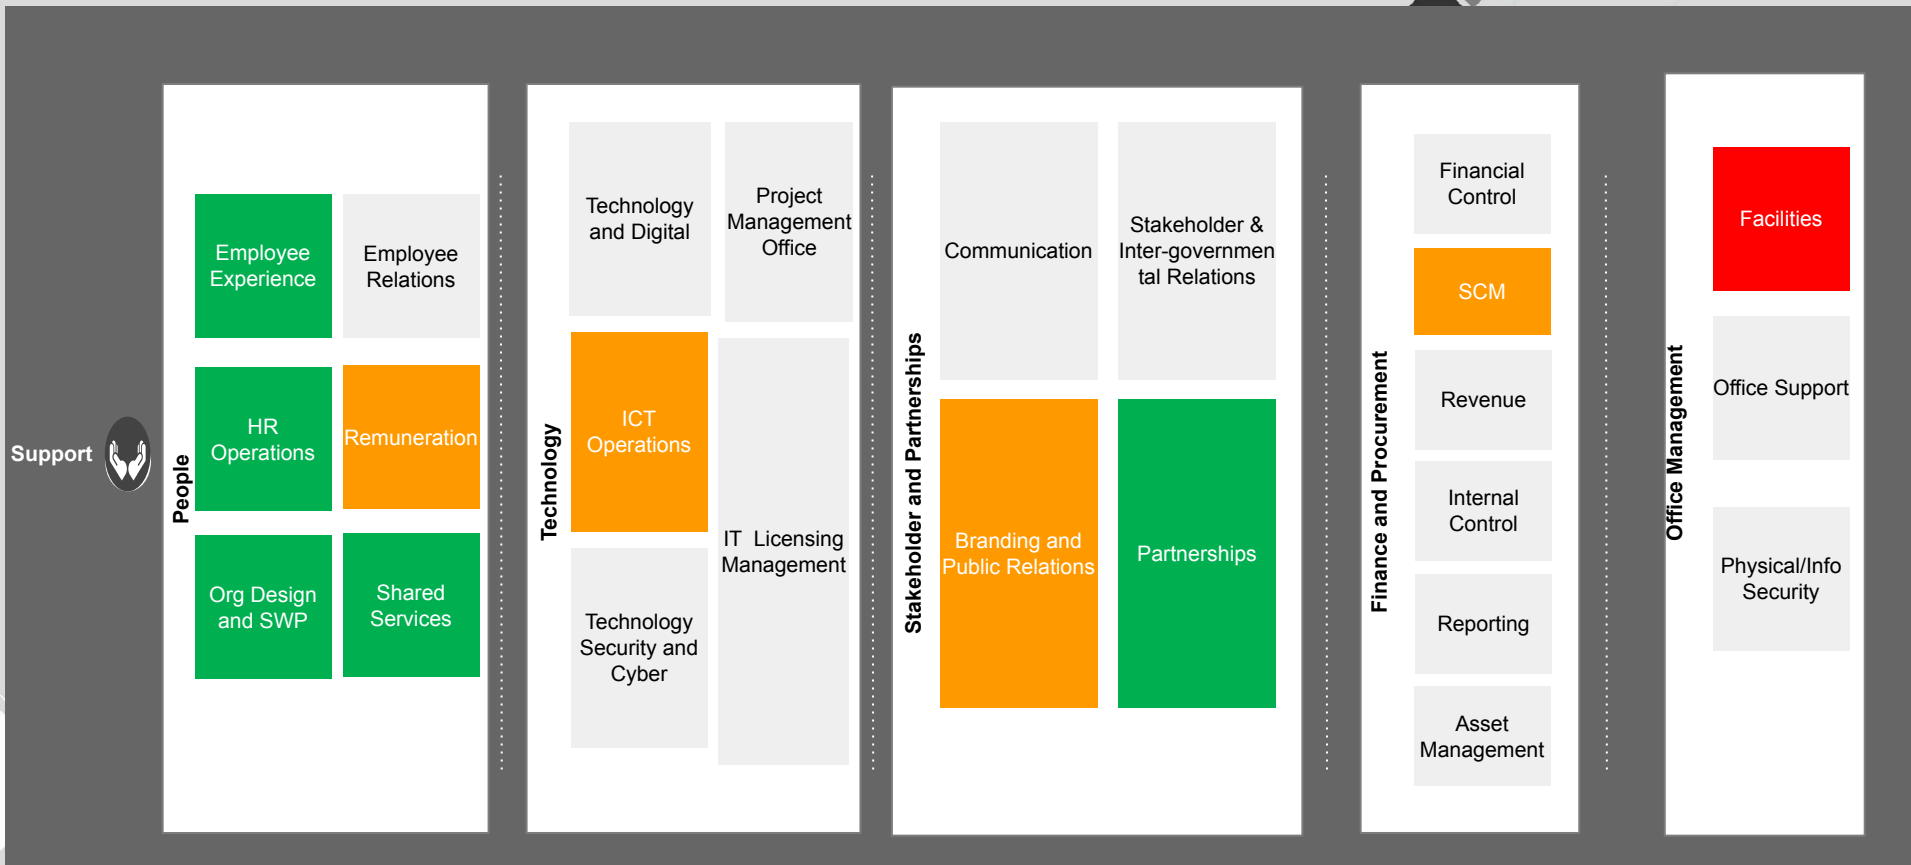 Support
People
Employee
Experience
Employee
Relations
HR
Operations
Remuneration
Org Design
and SWP
Shared
Services
Technology
Technology
and Digital
Project
Management
Office
ICT
Operations
IT  Licensing
Management
Technology
Security and
Cyber
Stakeholder and Partnerships
Communication
Stakeholder &
Inter-governmen
tal Relations
Branding and
Public Relations
Partnerships
Finance and Procurement
Financial
Control
SCM
Revenue
Internal
Control
Reporting
Asset
Management
Office Management
Facilities
Office Support
Physical/Info
Security